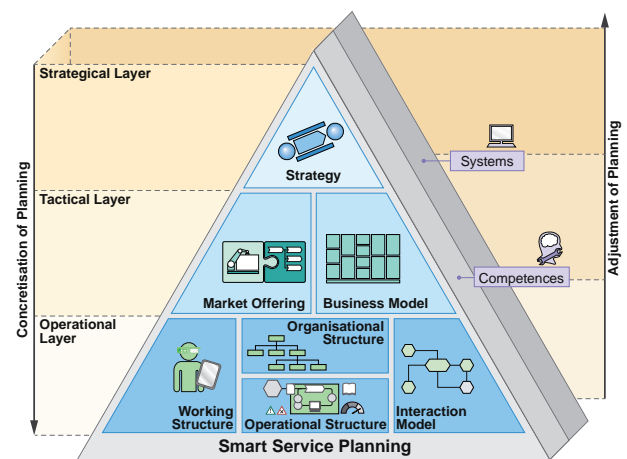 Strategical Layer
Systems
Strategy
Tactical Layer
Concretisation of Planning
Adjustment of Planning
Competences
Market Offering
Business Model
Operational
Layer
Organisational
Structure
Working
Structure
Operational Structure
Interaction
Model
Smart Service Planning